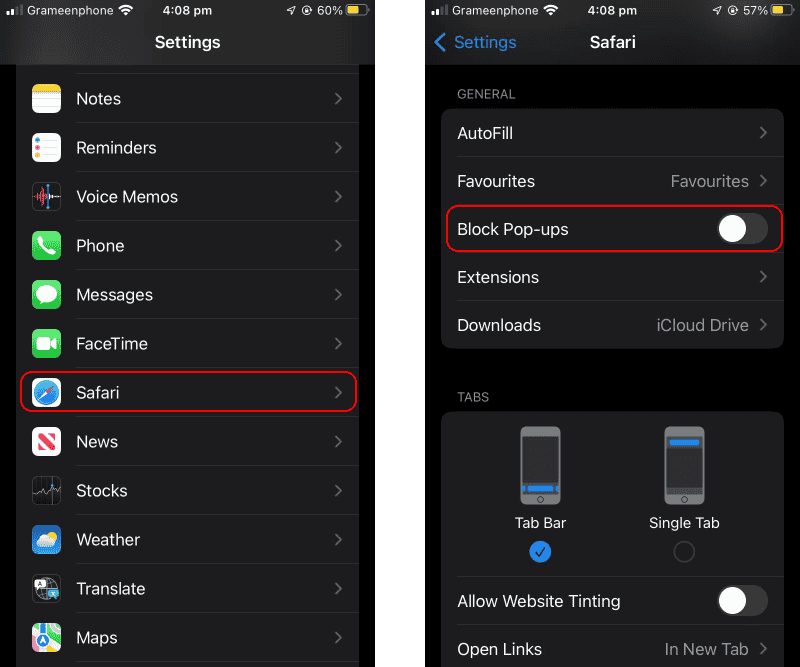 Grameenphone 4:08 pm 60%
Settings
Notes
Reminders
Voice Memos
Phone
Messages
FaceTime
Safari
News
Stocks
Weather
Translate
Maps
Grameenphone 4:08 pm 57%
Settings Safari
GENERAL
AutoFill
Favourites Favourites
Block Pop-ups
Extensions
Downloads iCloud Drive
TABS
Tab Bar Single Tab
Allow Website Tinting
Open Links In New Tab